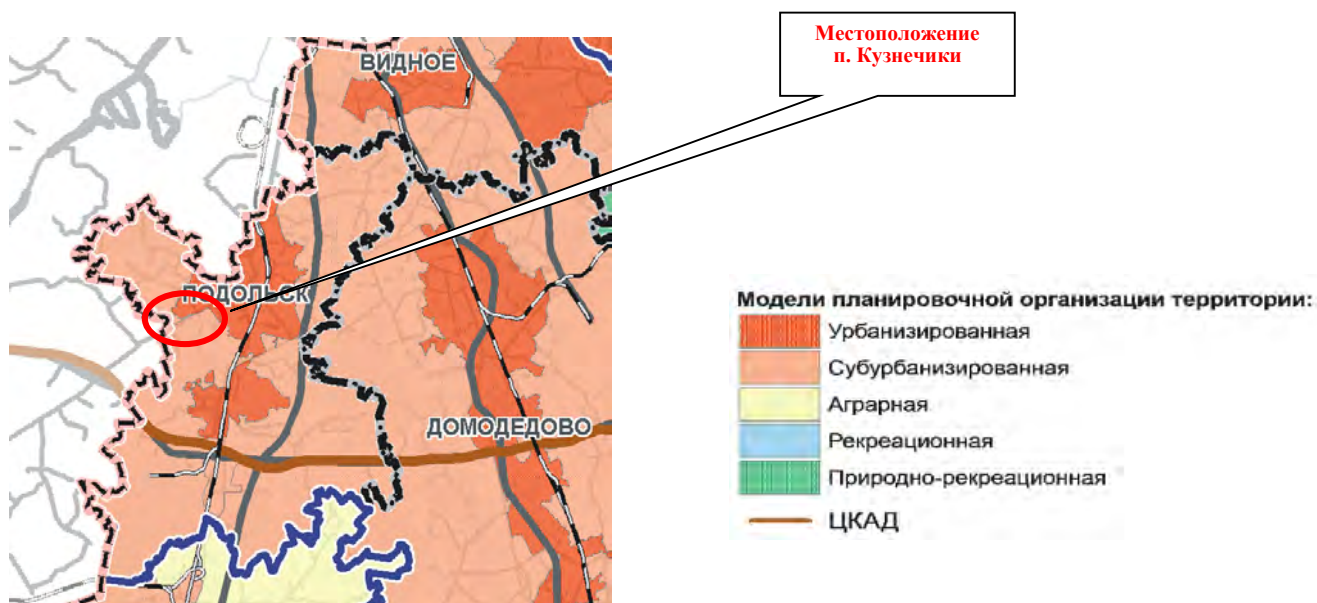 Местоположение
п. Кузнечики
ВИДНОЕ
ПОДОЛЬСК
ДОМОДЕДОВО
Модели планировочной организации территории:
Урбанизированная
Субурбанизированная
Аграрная
Рекреационная
Природно-рекреационная
ЦКАД